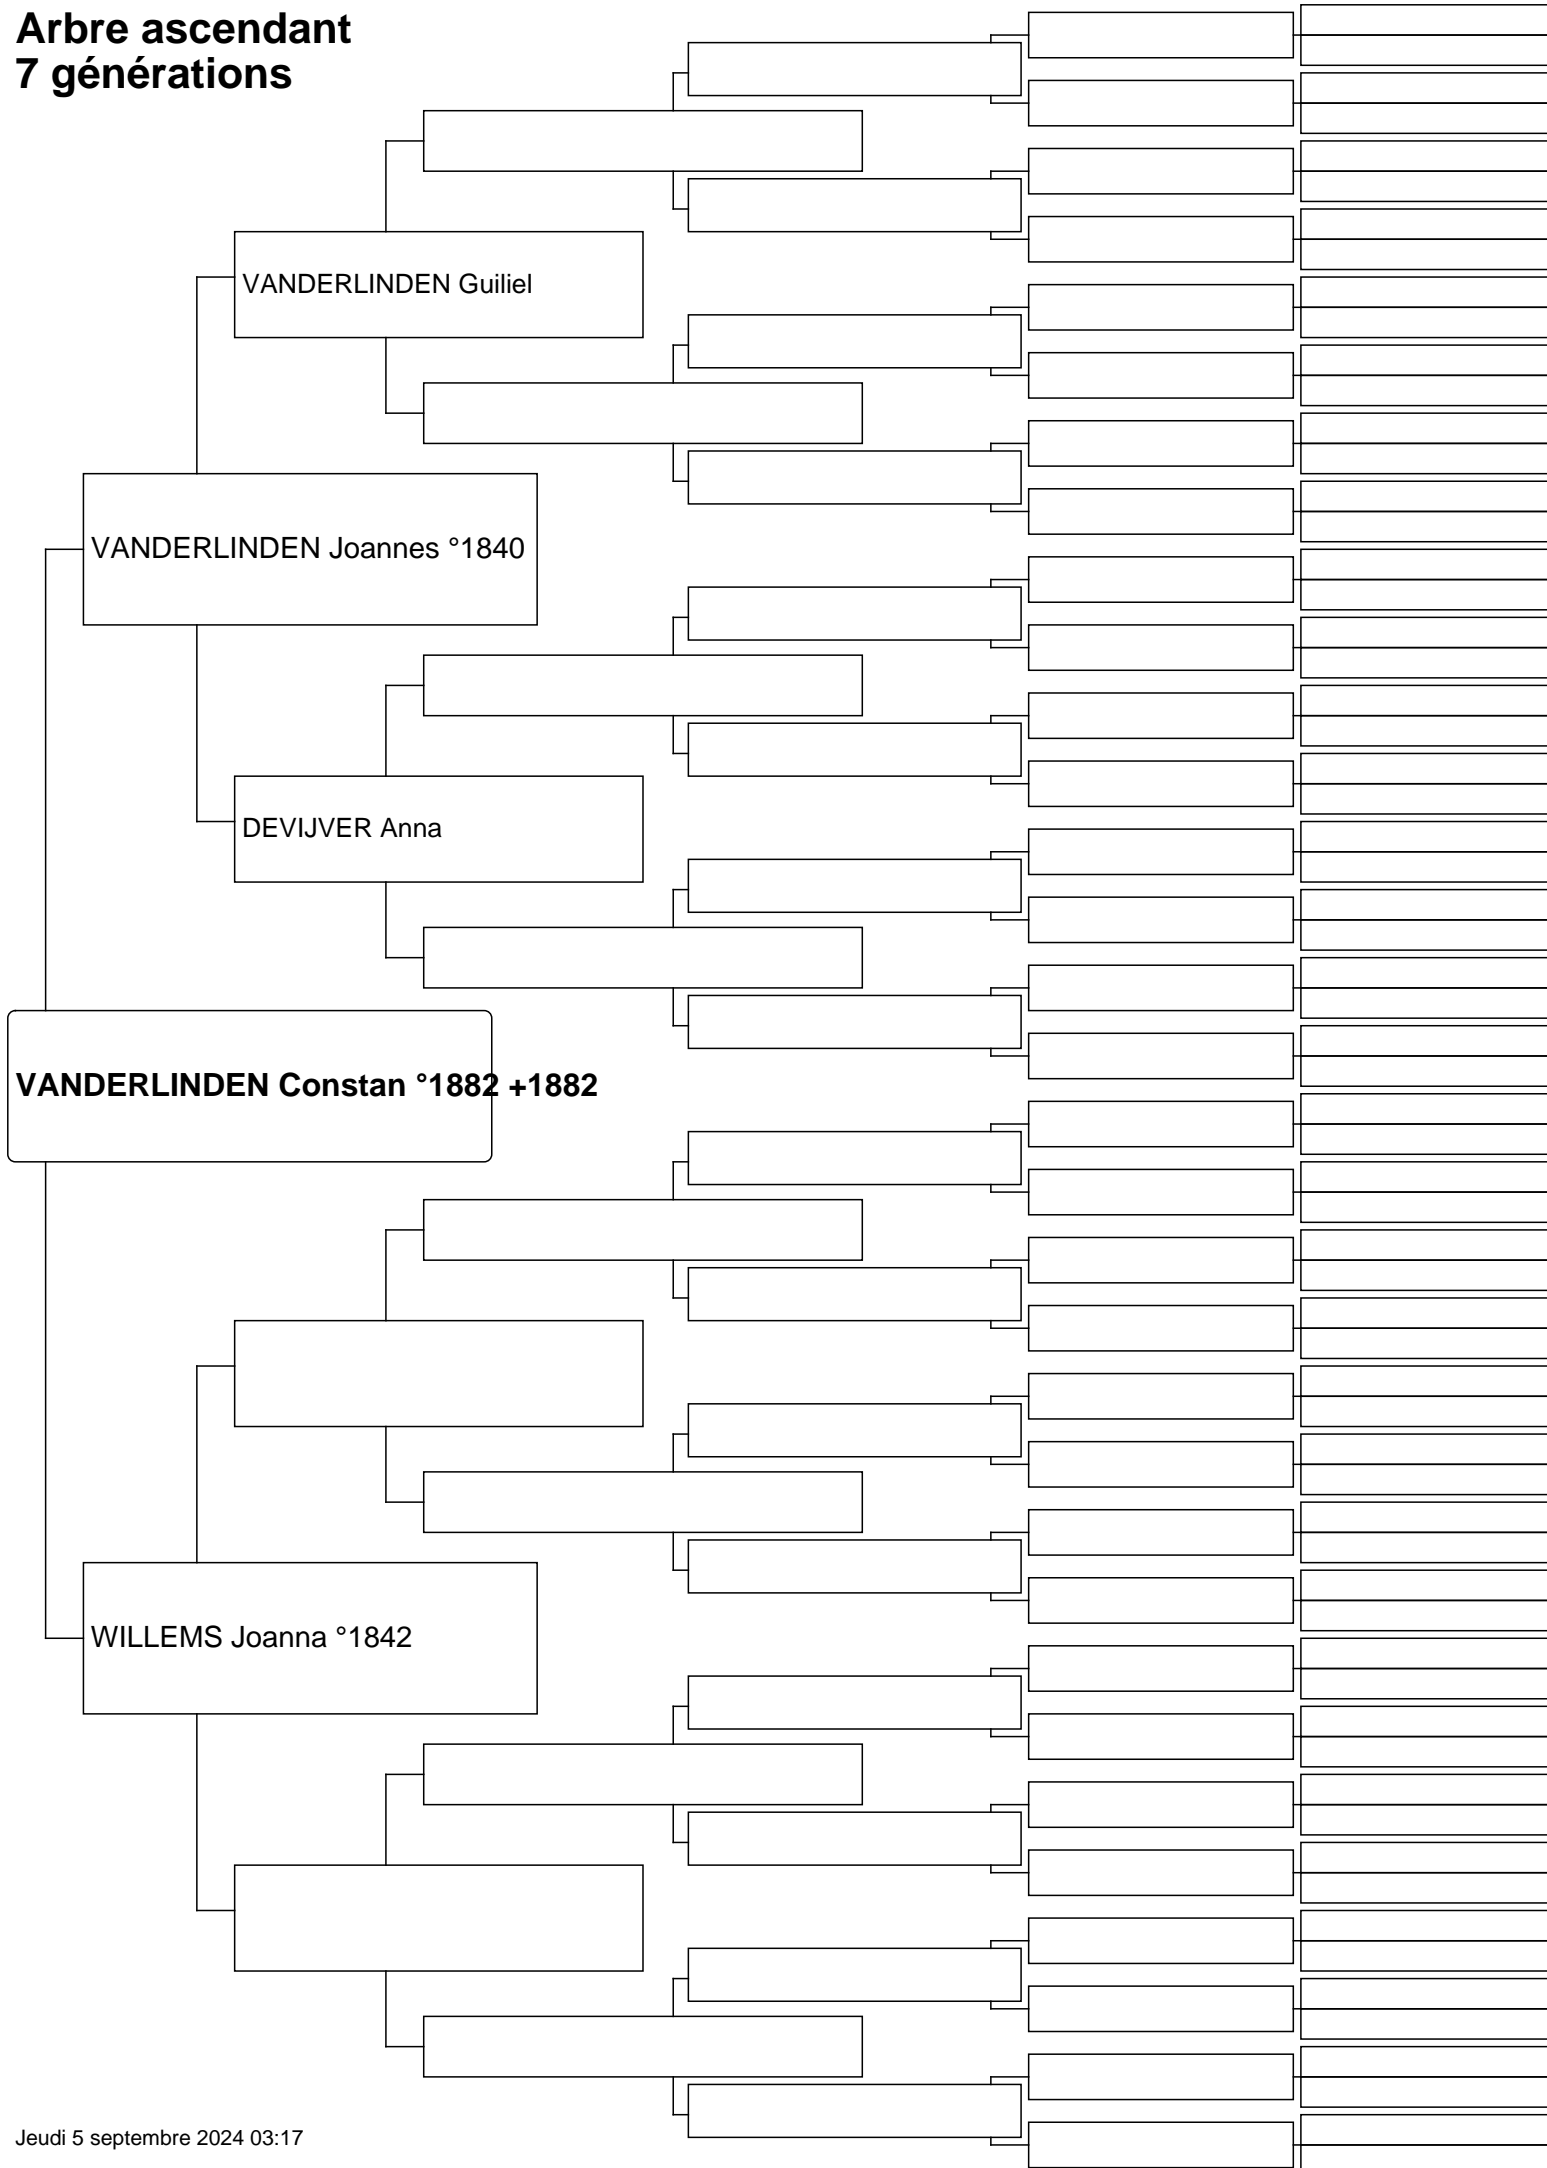 Arbre ascendant
7 générations
VANDERLINDEN Guiliel
VANDERLINDEN Joannes °1840
DEVIJVER Anna
VANDERLINDEN Constan °1882 +1882
WILLEMS Joanna °1842
Jeudi 5 septembre 2024 03:17